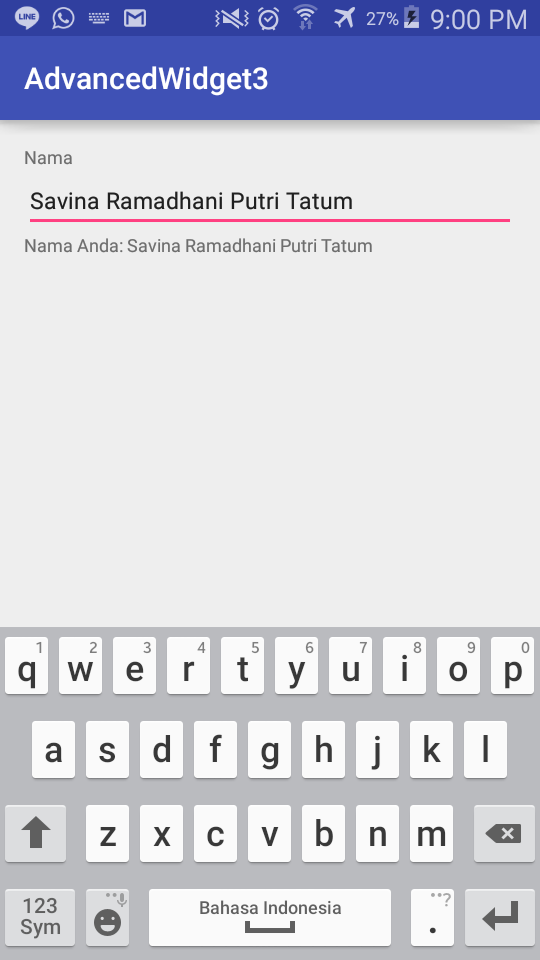 LINE 27% 9:00 PM
AdvancedWidget3
Nama
Savina Ramadhani Putri Tatum
Nama Anda: Savina Ramadhani Putri Tatum
1 2 3 4 5 6 7 8 9 0
q w e r t y u i o p
a s d f g h j k l
z x c v b n m
123 Sym Bahasa Indonesia . ?